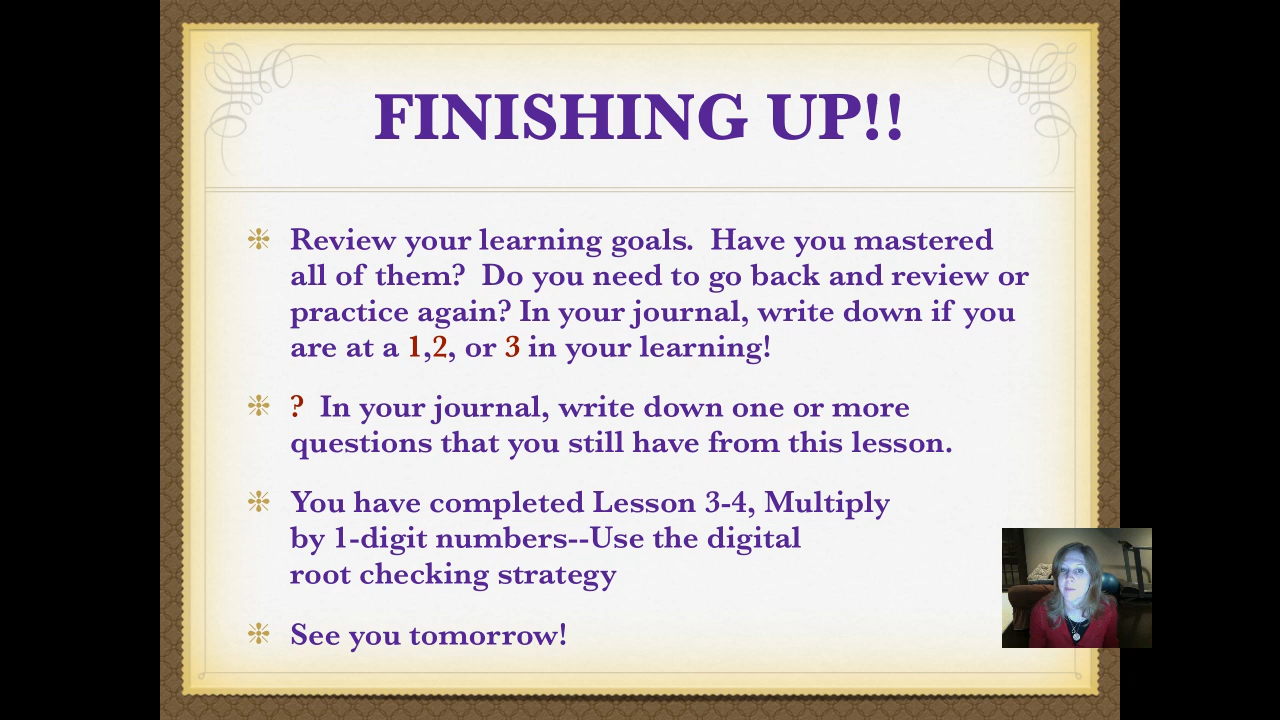 FINISHING UP!!
Review your learning goals.  Have you mastered
all of them?  Do you need to go back and review or
practice again? In your journal, write down if you
are at a 1,2, or 3 in your learning!
?  In your journal, write down one or more
questions that you still have from this lesson.
You have completed Lesson 3-4, Multiply
by 1-digit numbers--Use the digital
root checking strategy
See you tomorrow!